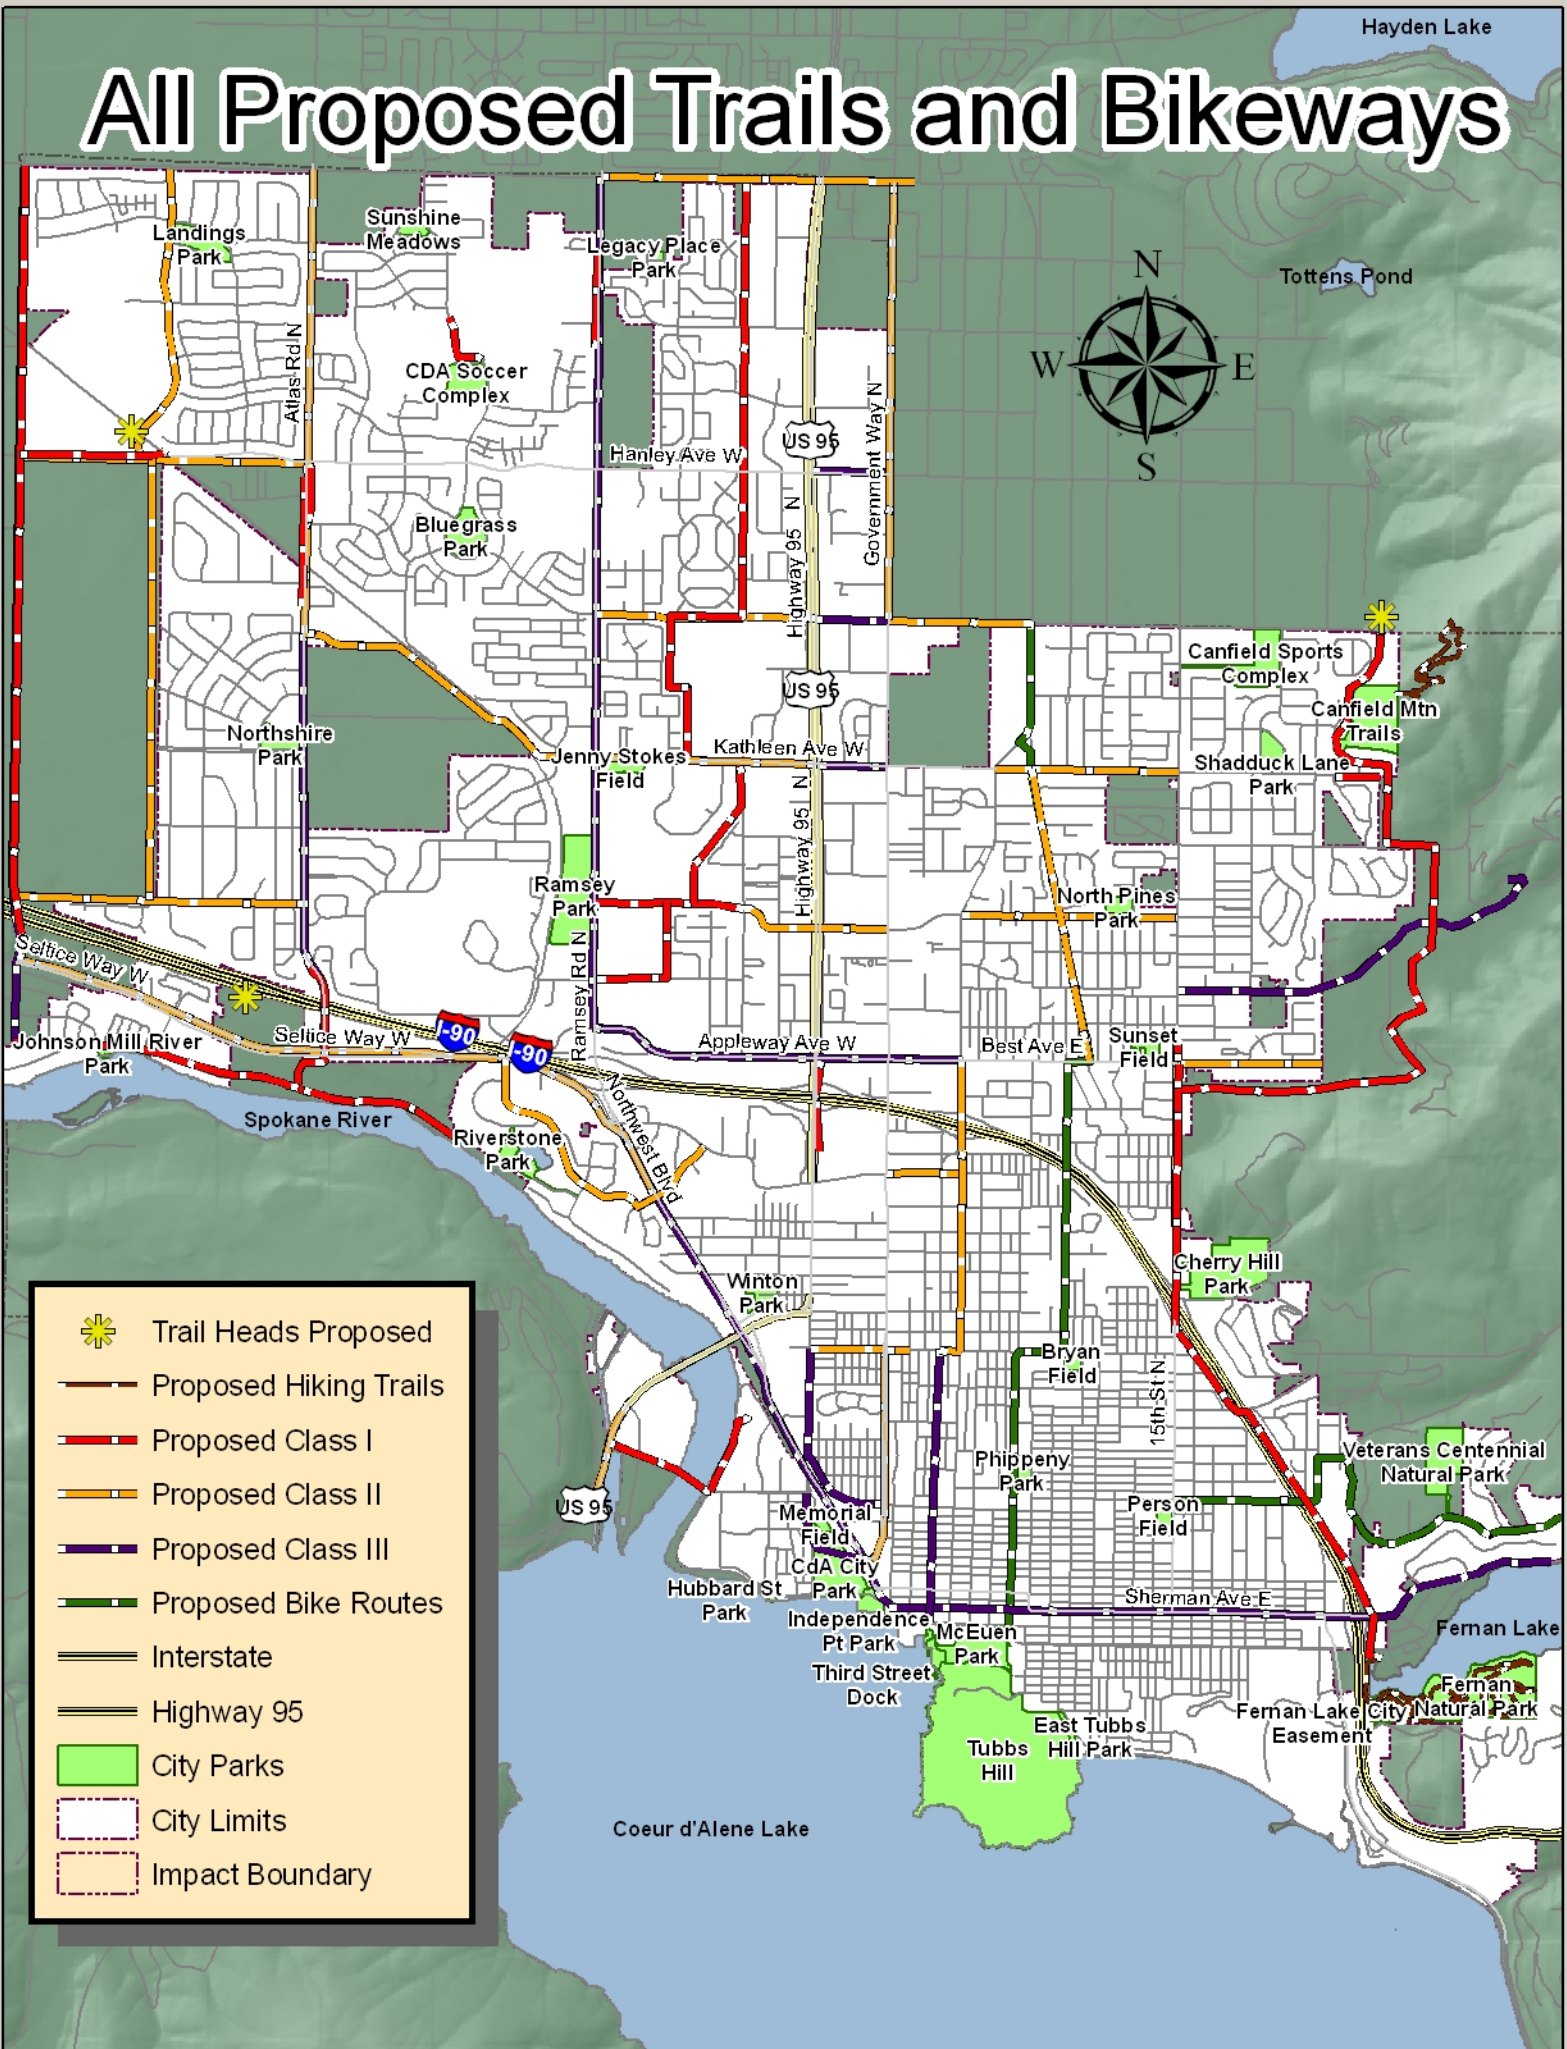 Hayden Lake
All Proposed Trails and Bikeways
Landings
Park
Sunshine
Meadows
Legacy Place
Park
N
W
E
S
Tottens Pond
Atlas Rd N
CDA Soccer
Complex
US 95
Hanley Ave W
Government Way N
Highway 95 N
Bluegrass
Park
Canfield Sports
Complex
US 95
Canfield Mtn
Trails
Northshire
Park
Jenny Stokes
Field
Kathleen Ave W
Shadduck Lane
Park
Highway 95 N
Ramsey
Park
North Pines
Park
Seltice Way W
Ramsey Rd N
Johnson Mill River
Park
Seltice Way W
I-90
I-90
Appleway Ave W
Best Ave E
Sunset
Field
Spokane River
Riverstone
Park
Northwest Blvd
Cherry Hill
Park
Winton
Park
Bryan
Field
15th St N
Phippeny
Park
Veterans Centennial
Natural Park
US 95
Memorial
Field
Person
Field
CdA City
Park
Hubbard St
Park
Sherman Ave E
Independence
Pt Park
McEuen
Park
Fernan Lake
Third Street
Dock
Fernan Lake City
Easement
Fernan
Natural Park
East Tubbs
Hill Park
Tubbs
Hill
Coeur d'Alene Lake
Trail Heads Proposed
Proposed Hiking Trails
Proposed Class I
Proposed Class II
Proposed Class III
Proposed Bike Routes
Interstate
Highway 95
City Parks
City Limits
Impact Boundary